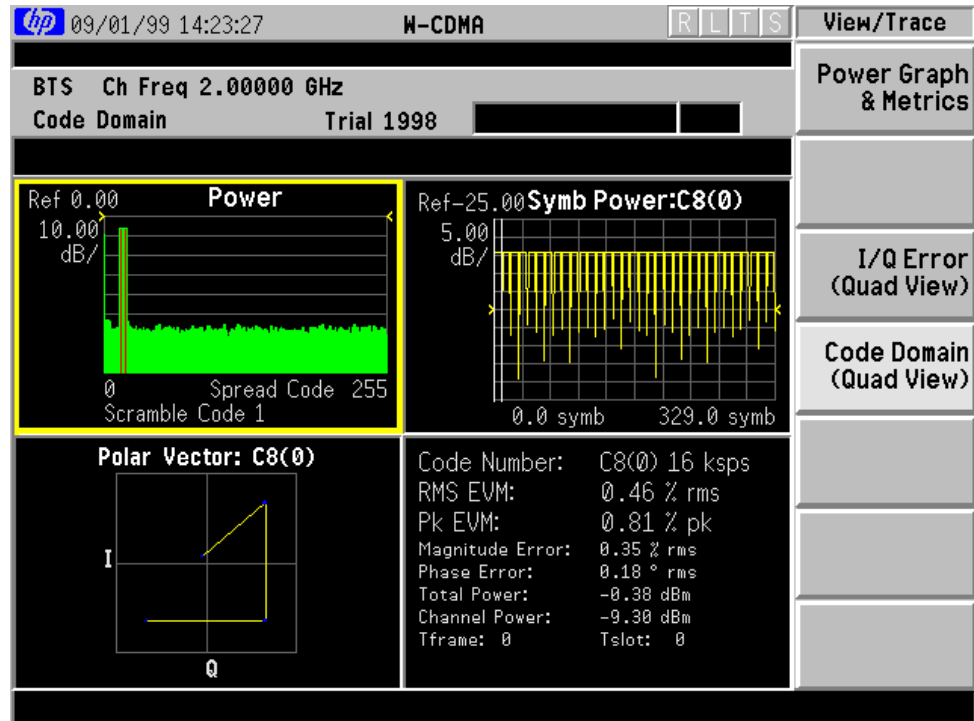 hp 09/01/99 14:23:27 W-CDMA R L T S View/Trace
BTS Ch Freq 2.00000 GHz
Code Domain Trial 1998
Power Graph
& Metrics
I/Q Error
(Quad View)
Code Domain
(Quad View)
Ref 0.00 Power
10.00
dB/
0 Spread Code 255
Scramble Code 1
Ref-25.00 Symb Power:C8(0)
5.00
dB/
0.0 symb 329.0 symb
Polar Vector: C8(0)
I
Q
Code Number: C8(0) 16 ksps
RMS EVM: 0.46 % rms
Pk EVM: 0.81 % pk
Magnitude Error: 0.35 % rms
Phase Error: 0.18 ° rms
Total Power: -0.38 dBm
Channel Power: -9.30 dBm
Tframe: 0 Tslot: 0